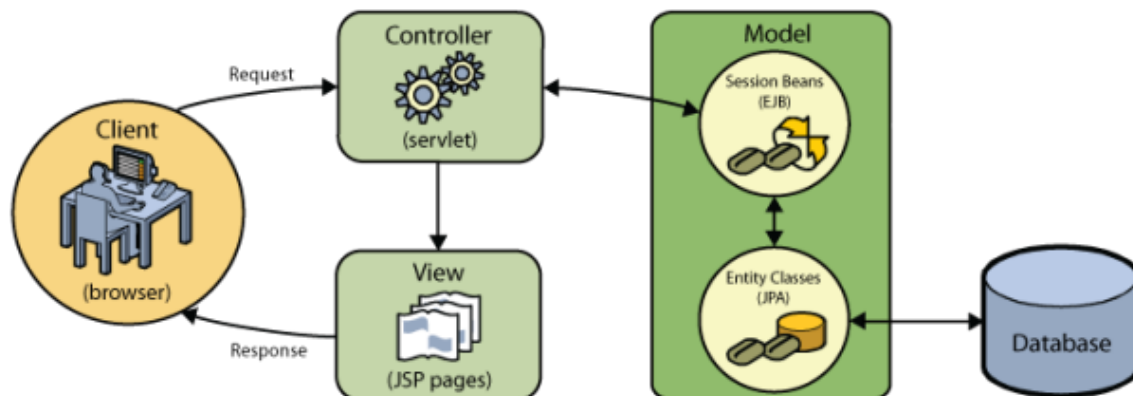 Controller
(servlet)
Request
Client
(browser)
View
(JSP pages)
Response
Model
Session Beans
(EJB)
Entity Classes
(JPA)
Database